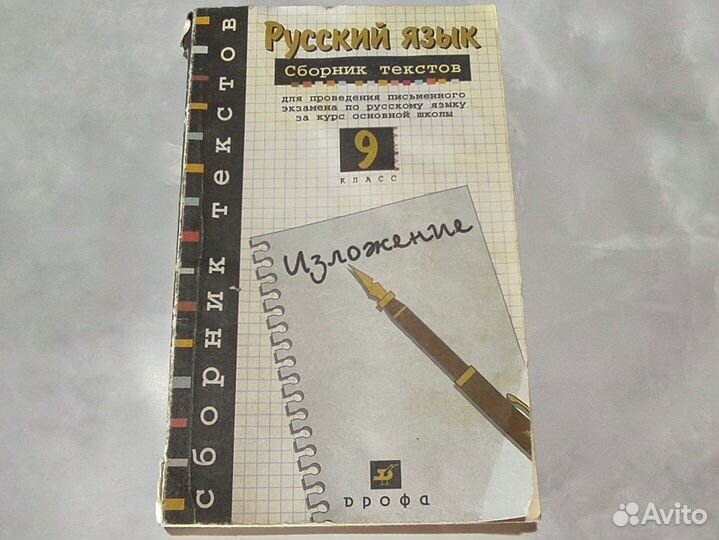 Русский язык
Сборник текстов
для проведения письменного
экзамена по русскому языку
за курс основной школы
9
класс
Изложение
дрофа
сборник текстов
Avito